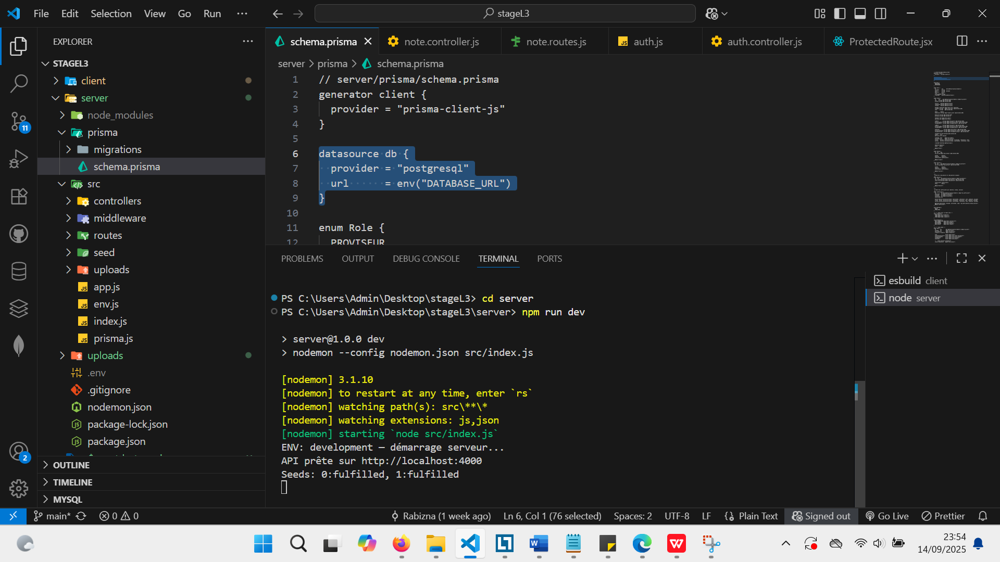 File Edit Selection View Go Run ···
stageL3
EXPLORER ···
STAGEL3
client
server
node_modules
prisma
migrations
schema.prisma
src
controllers
middleware
routes
seed
uploads
app.js
env.js
index.js
prisma.js
uploads
.env
.gitignore
nodemon.json
package-lock.json
package.json
OUTLINE
TIMELINE
MYSQL
11
2
schema.prisma note.controller.js note.routes.js auth.js auth.controller.js ProtectedRoute.jsx
server > prisma > schema.prisma
1 // server/prisma/schema.prisma
2 generator client {
3 provider = "prisma-client-js"
4 }
5
6 datasource db {
7 provider = "postgresql"
8 url = env("DATABASE_URL")
9 }
10
11 enum Role {
12 PROVISEUR
PROBLEMS OUTPUT DEBUG CONSOLE TERMINAL PORTS
esbuild client
node server
PS C:\Users\Admin\Desktop\stageL3> cd server
PS C:\Users\Admin\Desktop\stageL3\server> npm run dev
> server@1.0.0 dev
> nodemon --config nodemon.json src/index.js
[nodemon] 3.1.10
[nodemon] to restart at any time, enter `rs`
[nodemon] watching path(s): src\**\*
[nodemon] watching extensions: js,json
[nodemon] starting `node src/index.js`
ENV: development — démarrage serveur...
API prête sur http://localhost:4000
Seeds: 0:fulfilled, 1:fulfilled
main* 0 0 Rabizna (1 week ago) Ln 6, Col 1 (76 selected) Spaces: 2 UTF-8 LF Plain Text Signed out Go Live Prettier
23:54
14/09/2025